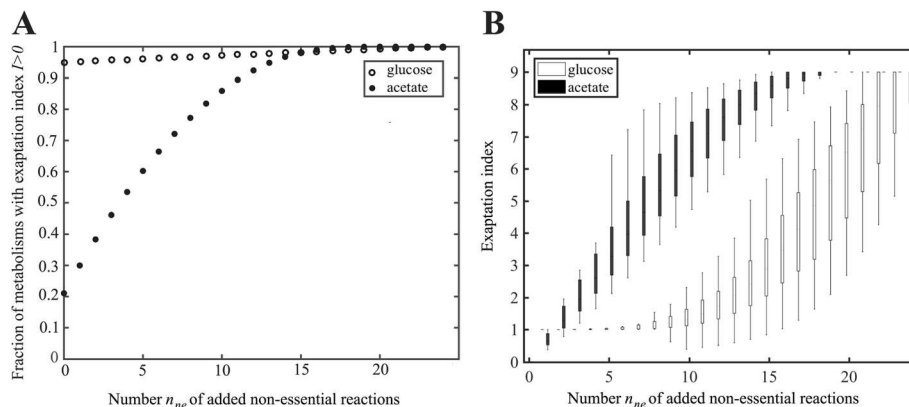 A
Fraction of metabolisms with exaptation index I>0
1
0.9
0.8
0.7
0.6
0.5
0.4
0.3
0.2
0.1
0
0 5 10 15 20
Number nne of added non-essential reactions
glucose
acetate
B
Exaptation index
9
8
7
6
5
4
3
2
1
0
0 5 10 15 20
Number nne of added non-essential reactions
glucose
acetate